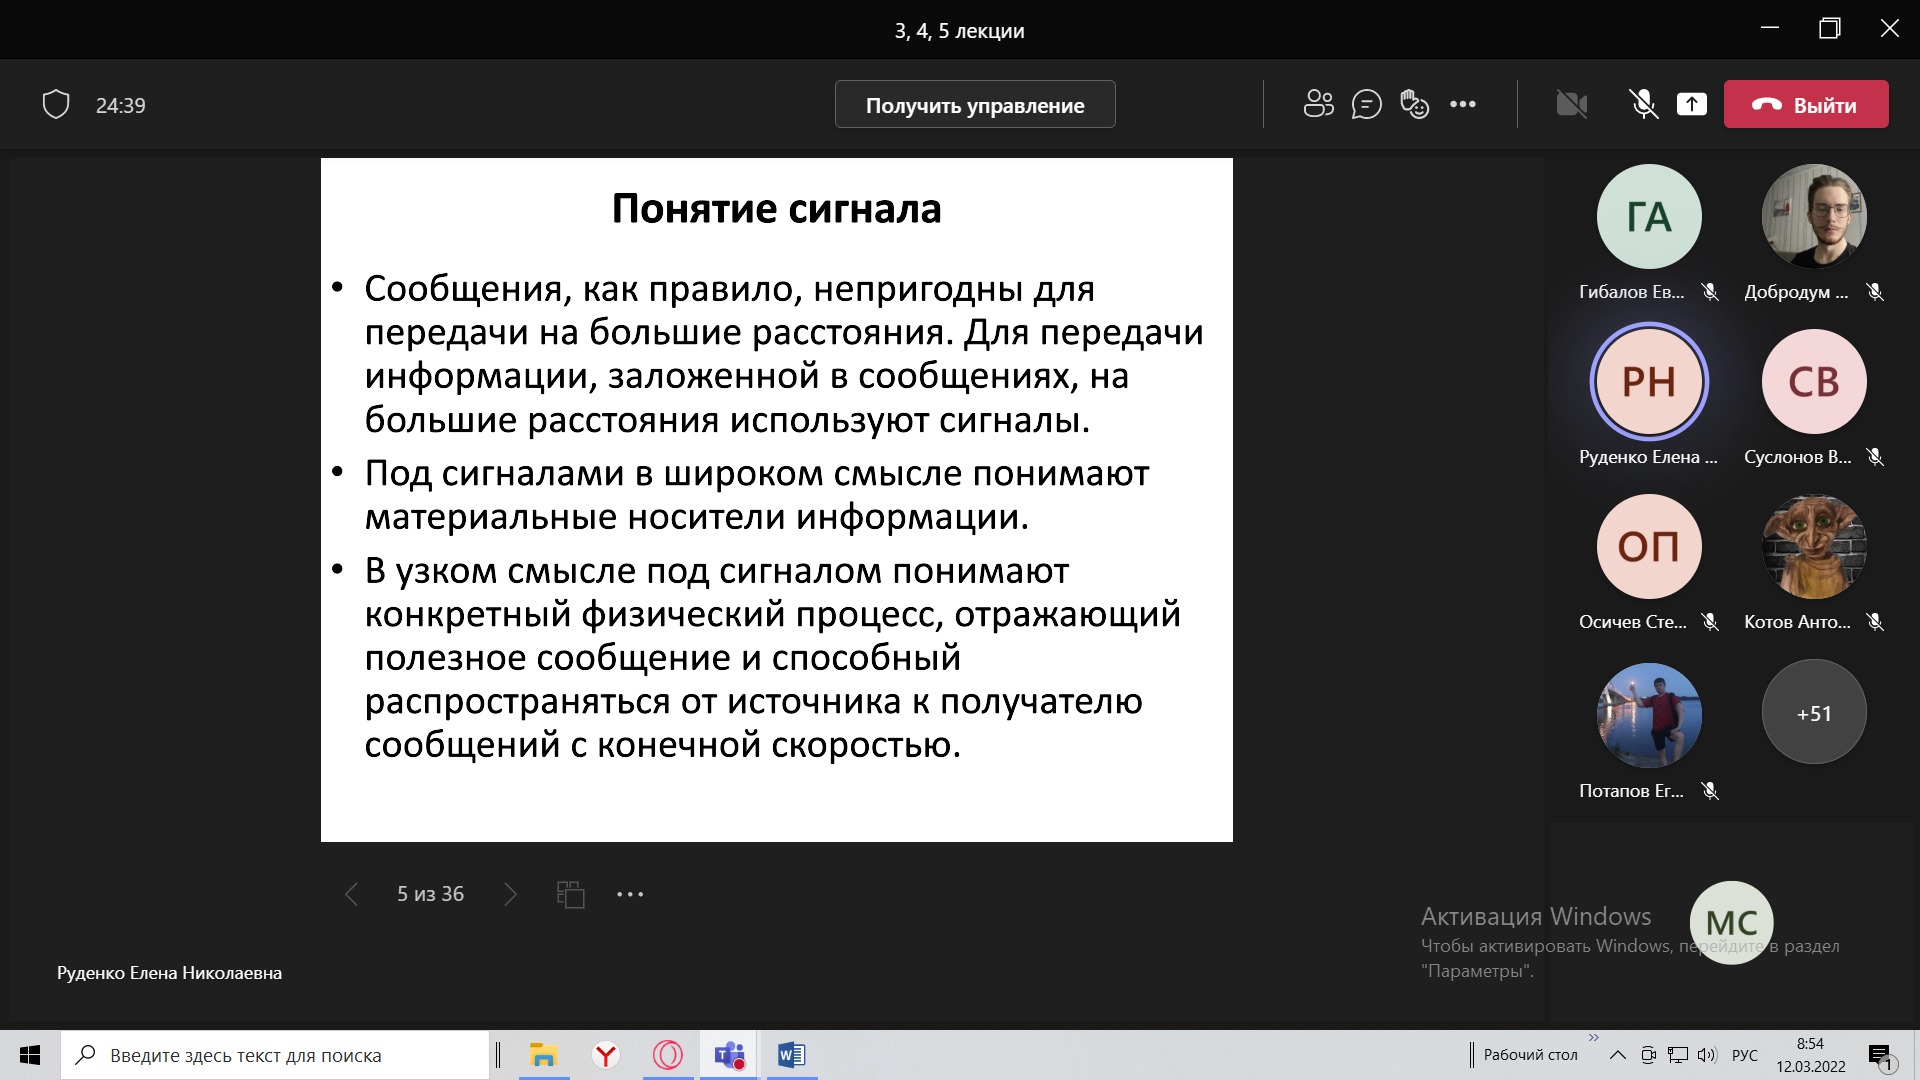 3, 4, 5 лекции
24:39
Получить управление
Выйти
Понятие сигнала
• Сообщения, как правило, непригодны для
передачи на большие расстояния. Для передачи
информации, заложенной в сообщениях, на
большие расстояния используют сигналы.
• Под сигналами в широком смысле понимают
материальные носители информации.
• В узком смысле под сигналом понимают
конкретный физический процесс, отражающий
полезное сообщение и способный
распространяться от источника к получателю
сообщений с конечной скоростью.
5 из 36
Руденко Елена Николаевна
ГА
Гибалов Ев...
Добродум ...
РН
Руденко Елена ...
СВ
Суслонов В...
ОП
Осичев Сте...
Котов Анто...
Потапов Ег...
+51
МС
Активация Windows
Чтобы активировать Windows, перейдите в раздел
"Параметры".
Введите здесь текст для поиска
Рабочий стол
РУС
8:54
12.03.2022
1